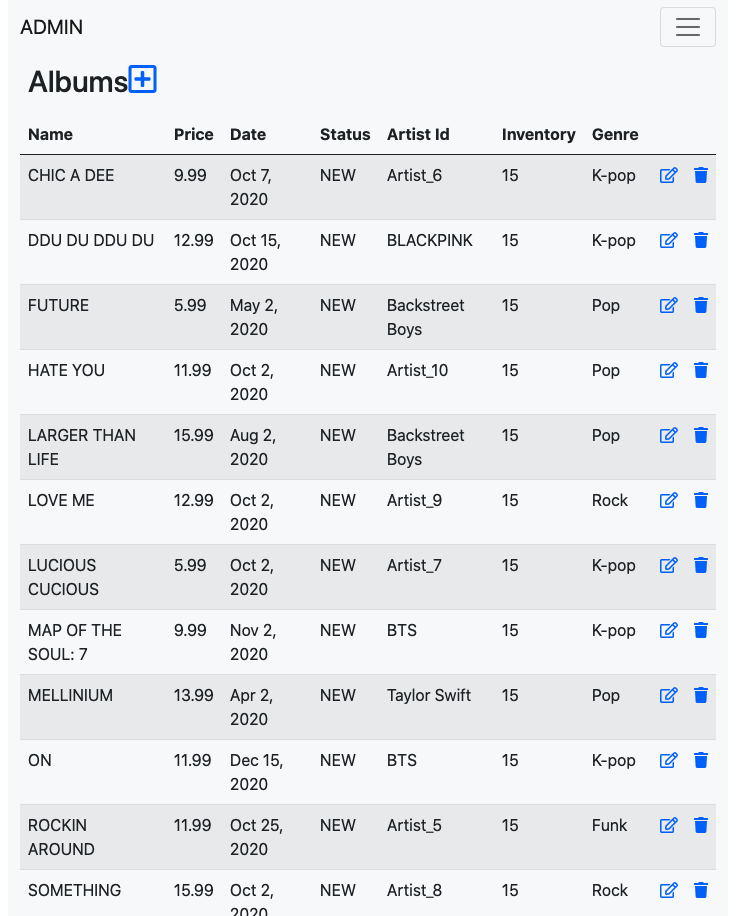 ADMIN
Albums
Name Price Date Status Artist Id Inventory Genre
CHIC A DEE 9.99 Oct 7, NEW Artist_6 15 K-pop
2020
DDU DU DDU DU 12.99 Oct 15, NEW BLACKPINK 15 K-pop
2020
FUTURE 5.99 May 2, NEW Backstreet 15 Pop
2020 Boys
HATE YOU 11.99 Oct 2, NEW Artist_10 15 Pop
2020
LARGER THAN 15.99 Aug 2, NEW Backstreet 15 Pop
LIFE 2020 Boys
LOVE ME 12.99 Oct 2, NEW Artist_9 15 Rock
2020
LUCIOUS 5.99 Oct 2, NEW Artist_7 15 K-pop
CUCIOUS 2020
MAP OF THE 9.99 Nov 2, NEW BTS 15 K-pop
SOUL: 7 2020
MELLINIUM 13.99 Apr 2, NEW Taylor Swift 15 Pop
2020
ON 11.99 Dec 15, NEW BTS 15 K-pop
2020
ROCKIN 11.99 Oct 25, NEW Artist_5 15 Funk
AROUND 2020
SOMETHING 15.99 Oct 2, NEW Artist_8 15 Rock
2020